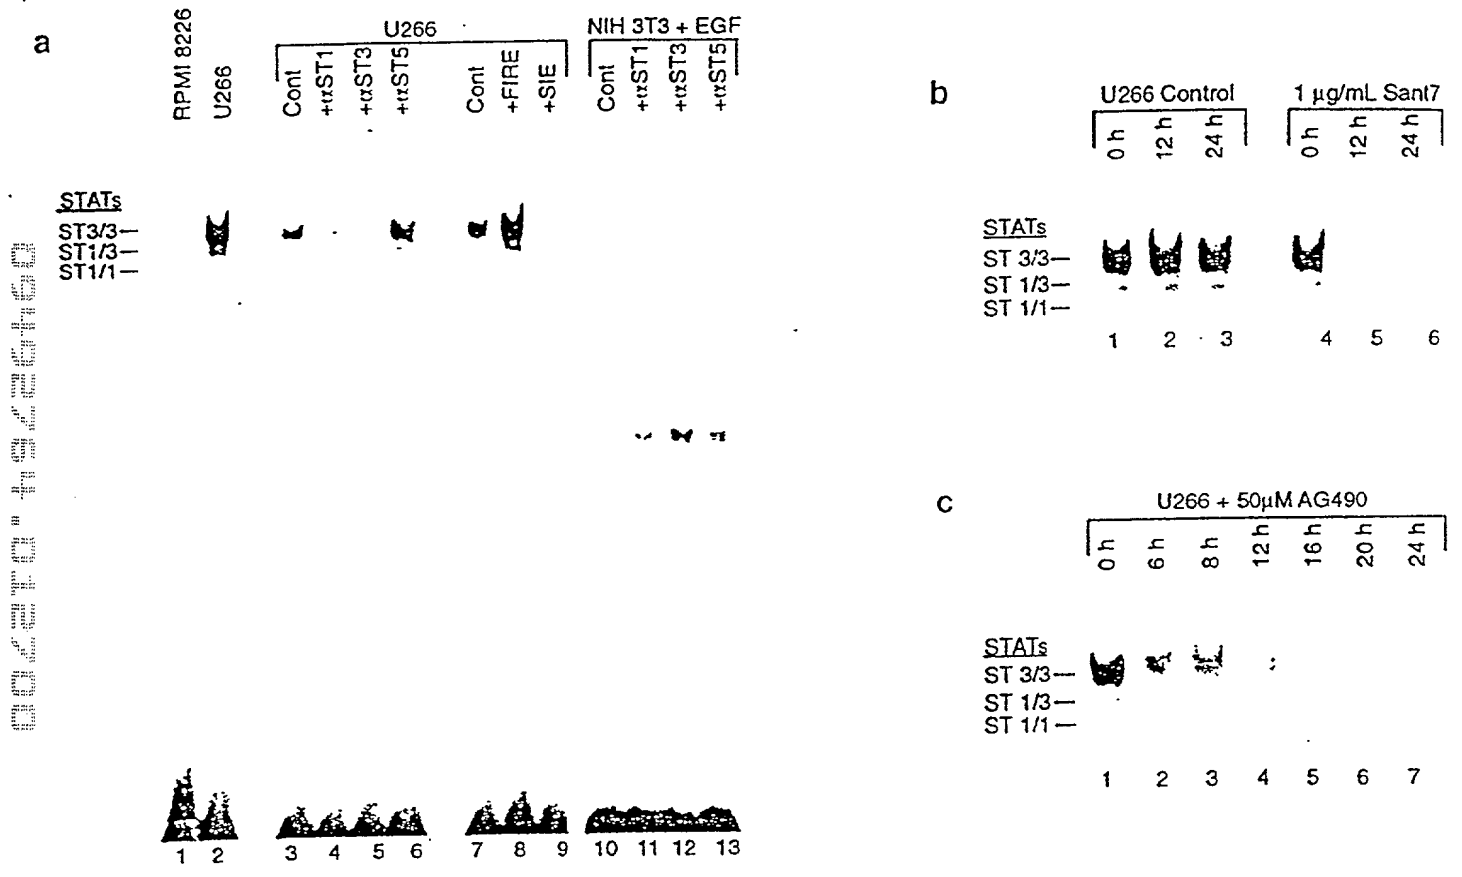 a
RPMI 8226
U266
U266
Cont
+αST1
+αST3
+αST5
Cont
+FIRE
+SIE
NIH 3T3 + EGF
Cont
+αST1
+αST3
+αST5
STATs
ST3/3
ST1/3
ST1/1
1 2 3 4 5 6 7 8 9 10 11 12 13
b
U266 Control
0 h
12 h
24 h
1 μg/mL Sant7
0 h
12 h
24 h
STATs
ST 3/3
ST 1/3
ST 1/1
1 2 3 4 5 6
c
U266 + 50μM AG490
0 h
6 h
8 h
12 h
16 h
20 h
24 h
STATs
ST 3/3
ST 1/3
ST 1/1
1 2 3 4 5 6 7